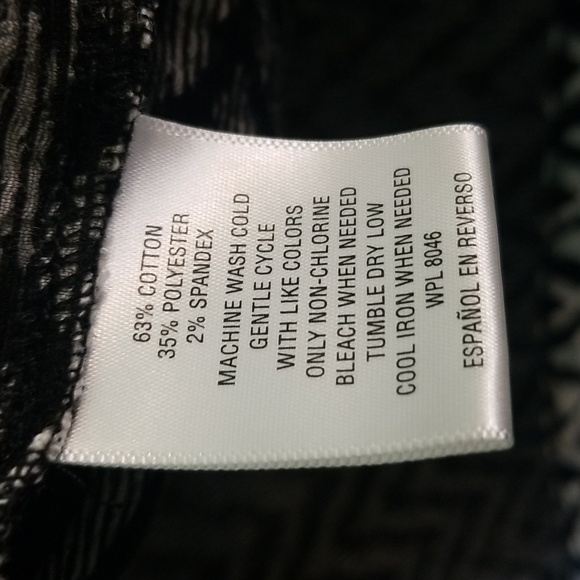 63% COTTON
35% POLYESTER
2% SPANDEX
MACHINE WASH COLD
GENTLE CYCLE
WITH LIKE COLORS
ONLY NON-CHLORINE
BLEACH WHEN NEEDED
TUMBLE DRY LOW
COOL IRON WHEN NEEDED
WPL 8046
ESPAÑOL EN REVERSO